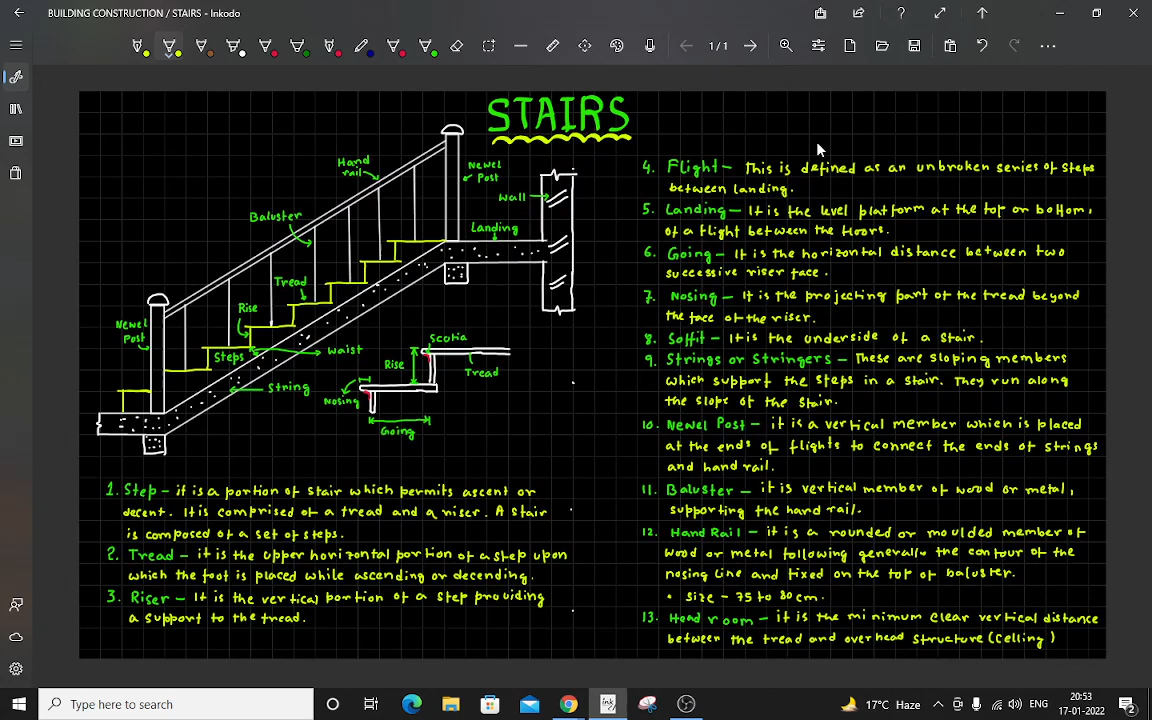 BUILDING CONSTRUCTION / STAIRS / Inkodo
1/1
STAIRS
Hand
rail
Newel
Post
Wall
Baluster
Landing
Tread
Rise
Newel
Post
Steps
Waist
String
Scotia
Rise
Tread
Nosing
Going
1. Step - it is a portion of stair which permits ascent or
decent. It is comprised of a tread and a riser. A stair
is composed of a set of steps.
2. Tread - it is the upper horizontal portion of a step upon
which the foot is placed while ascending or decending.
3. Riser - It is the vertical portion of a step providing
a support to the tread.
4. Flight - This is defined as an unbroken series of steps
between landing.
5. Landing - It is the level platform at the top or bottom,
of a flight between the floors.
6. Going - It is the horizontal distance between two
successive riser face.
7. Nosing - It is the projecting part of the tread beyond
the face of the riser.
8. Soffit - It is the underside of a stair.
9. Strings or Stringers - These are sloping members
which support the steps in a stair. They run along
the slope of the stair.
10. Newel Post - it is a vertical member which is placed
at the ends of flights to connect the ends of strings
and hand rail.
11. Baluster - it is vertical member of wood or metal,
supporting the hand rail.
12. Hand Rail - it is a rounded or moulded member of
wood or metal following generally the contour of the
nosing line and fixed on the top of baluster.
• Size - 75 to 80 cm.
13. Head room - it is the minimum clear vertical distance
between the tread and overhead structure (Celling)
Type here to search
17°C Haze
ENG
20:53
17-01-2022
2